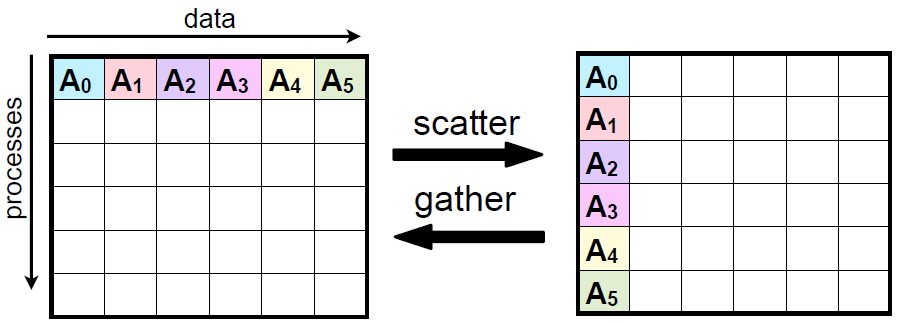 data
processes
A₀ A₁ A₂ A₃ A₄ A₅
scatter
gather
A₀
A₁
A₂
A₃
A₄
A₅